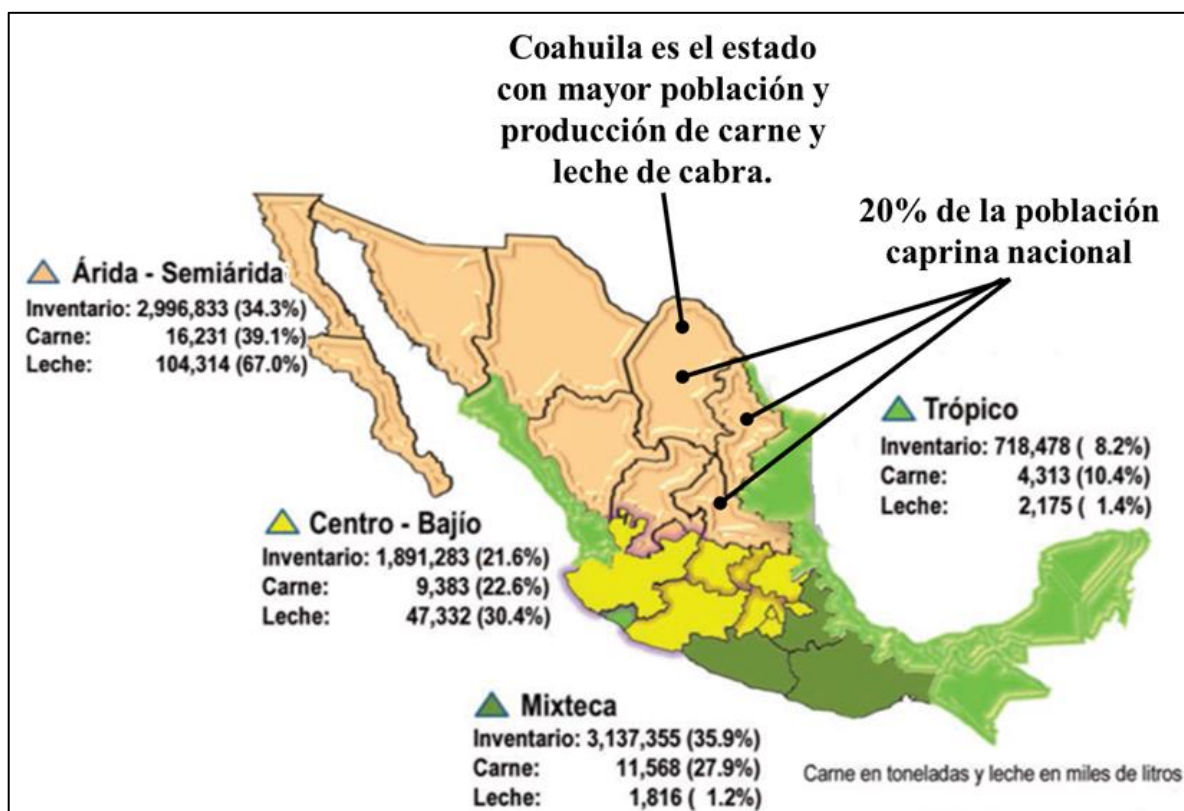 Coahuila es el estado
con mayor población y
producción de carne y
leche de cabra.
20% de la población
caprina nacional
Árida - Semiárida
Inventario: 2,996,833 (34.3%)
Carne: 16,231 (39.1%)
Leche: 104,314 (67.0%)
Trópico
Inventario: 718,478 ( 8.2%)
Carne: 4,313 (10.4%)
Leche: 2,175 ( 1.4%)
Centro - Bajío
Inventario: 1,891,283 (21.6%)
Carne: 9,383 (22.6%)
Leche: 47,332 (30.4%)
Mixteca
Inventario: 3,137,355 (35.9%)
Carne: 11,568 (27.9%)
Leche: 1,816 ( 1.2%)
Carne en toneladas y leche en miles de litros